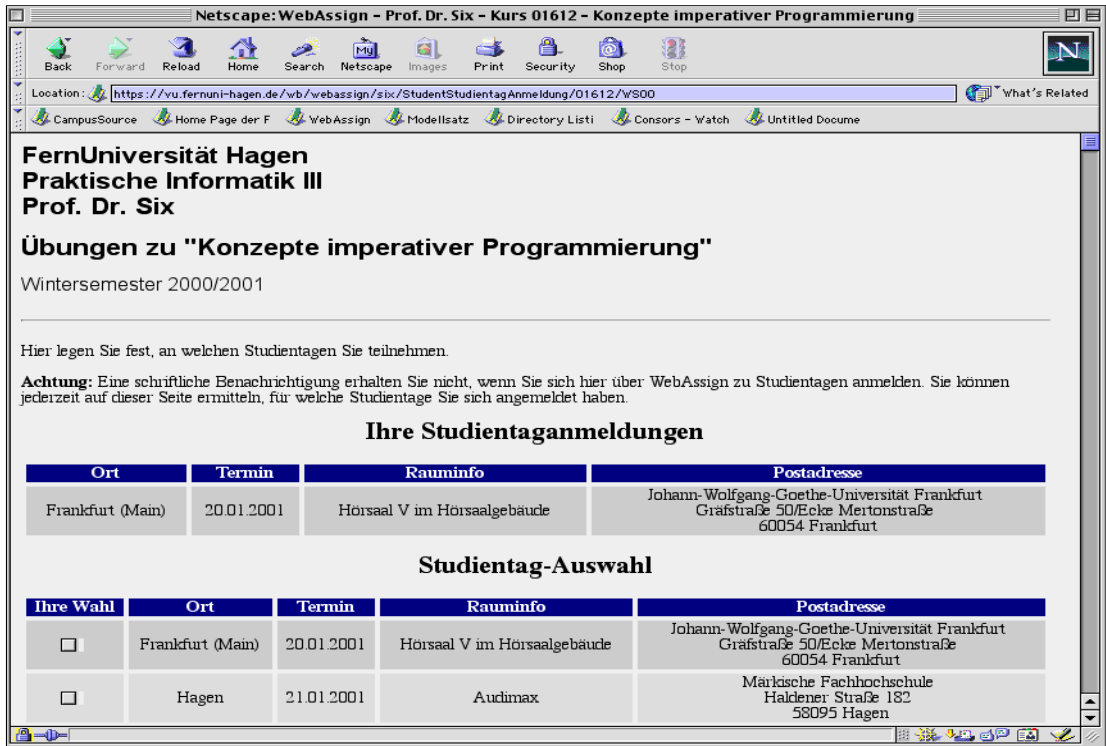 Netscape: WebAssign – Prof. Dr. Six – Kurs 01612 – Konzepte imperativer Programmierung
Back Forward Reload Home Search Netscape Images Print Security Shop Stop
My
N
Location: https://vu.fernuni-hagen.de/wb/webassign/six/StudentStudientagAnmeldung/01612/WS00 What's Related
CampusSource Home Page der F WebAssign Modellsatz Directory Listi Consors – Watch Untitled Docume
FernUniversität Hagen
Praktische Informatik III
Prof. Dr. Six
Übungen zu "Konzepte imperativer Programmierung"
Wintersemester 2000/2001
Hier legen Sie fest, an welchen Studientagen Sie teilnehmen.
Achtung: Eine schriftliche Benachrichtigung erhalten Sie nicht, wenn Sie sich hier über WebAssign zu Studientagen anmelden. Sie können
jederzeit auf dieser Seite ermitteln, für welche Studientage Sie sich angemeldet haben.
Ihre Studientaganmeldungen
Ort Termin Rauminfo Postadresse
Frankfurt (Main) 20.01.2001 Hörsaal V im Hörsaalgebäude Johann-Wolfgang-Goethe-Universität Frankfurt
Gräfstraße 50/Ecke Mertonstraße
60054 Frankfurt
Studientag-Auswahl
Ihre Wahl Ort Termin Rauminfo Postadresse
Frankfurt (Main) 20.01.2001 Hörsaal V im Hörsaalgebäude Johann-Wolfgang-Goethe-Universität Frankfurt
Gräfstraße 50/Ecke Mertonstraße
60054 Frankfurt
Hagen 21.01.2001 Audimax Märkische Fachhochschule
Haldener Straße 182
58095 Hagen